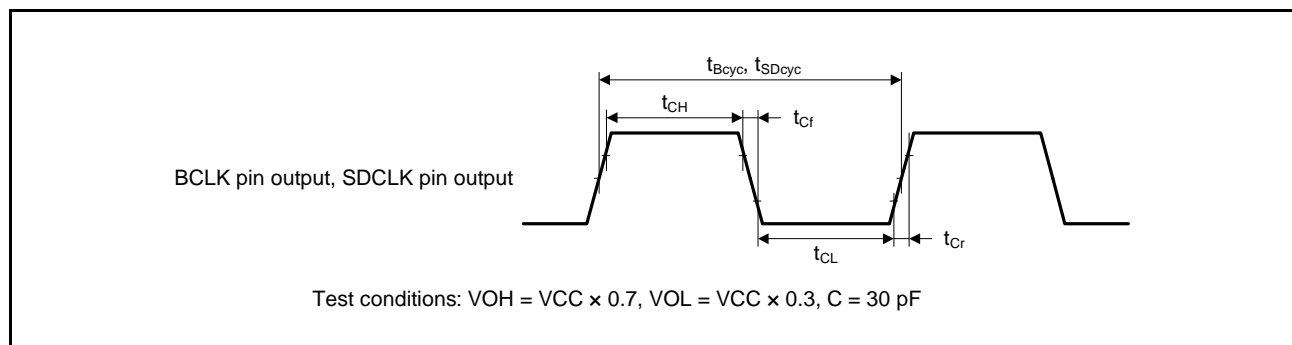 tBcyc, tSDcyc
tCH
tCf
BCLK pin output, SDCLK pin output
tCL
tCr
Test conditions: VOH = VCC × 0.7, VOL = VCC × 0.3, C = 30 pF